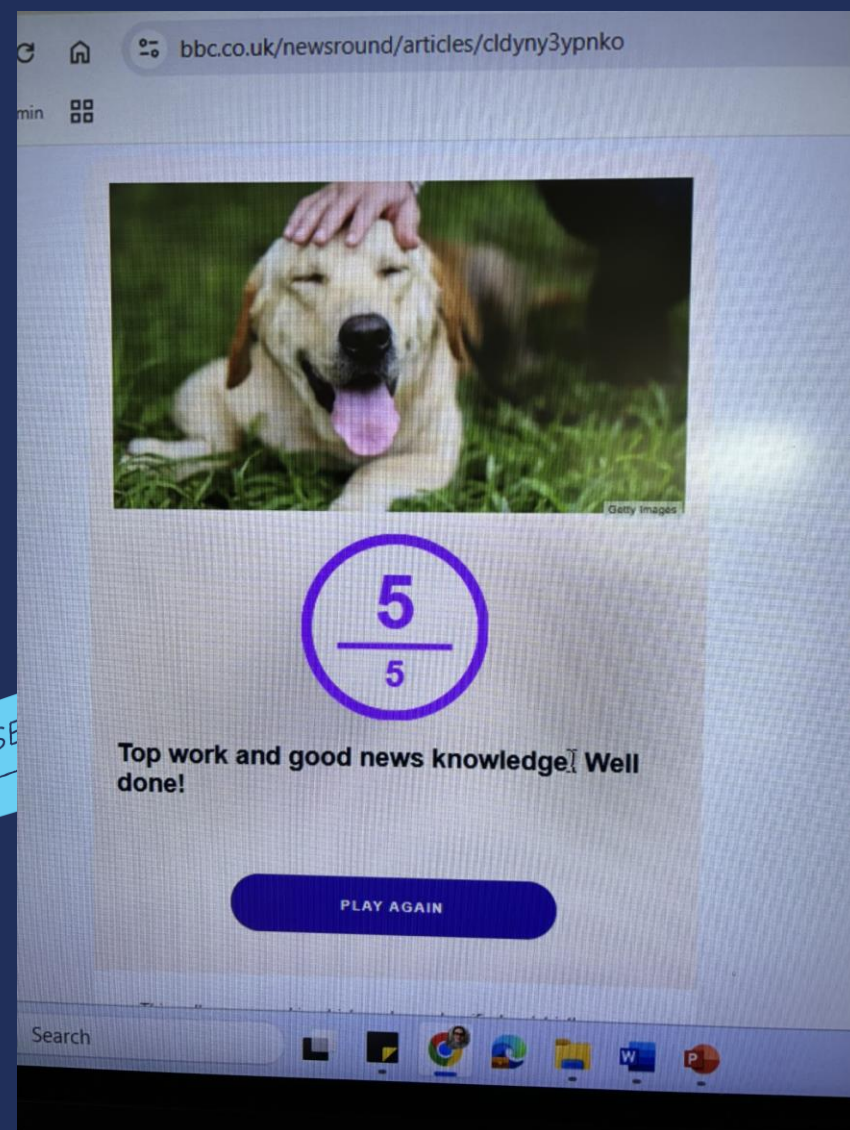 bbc.co.uk/newsround/articles/cldyny3ypnko
min
Getty Images
5
5
Top work and good news knowledge! Well
done!
PLAY AGAIN
Search
W
P